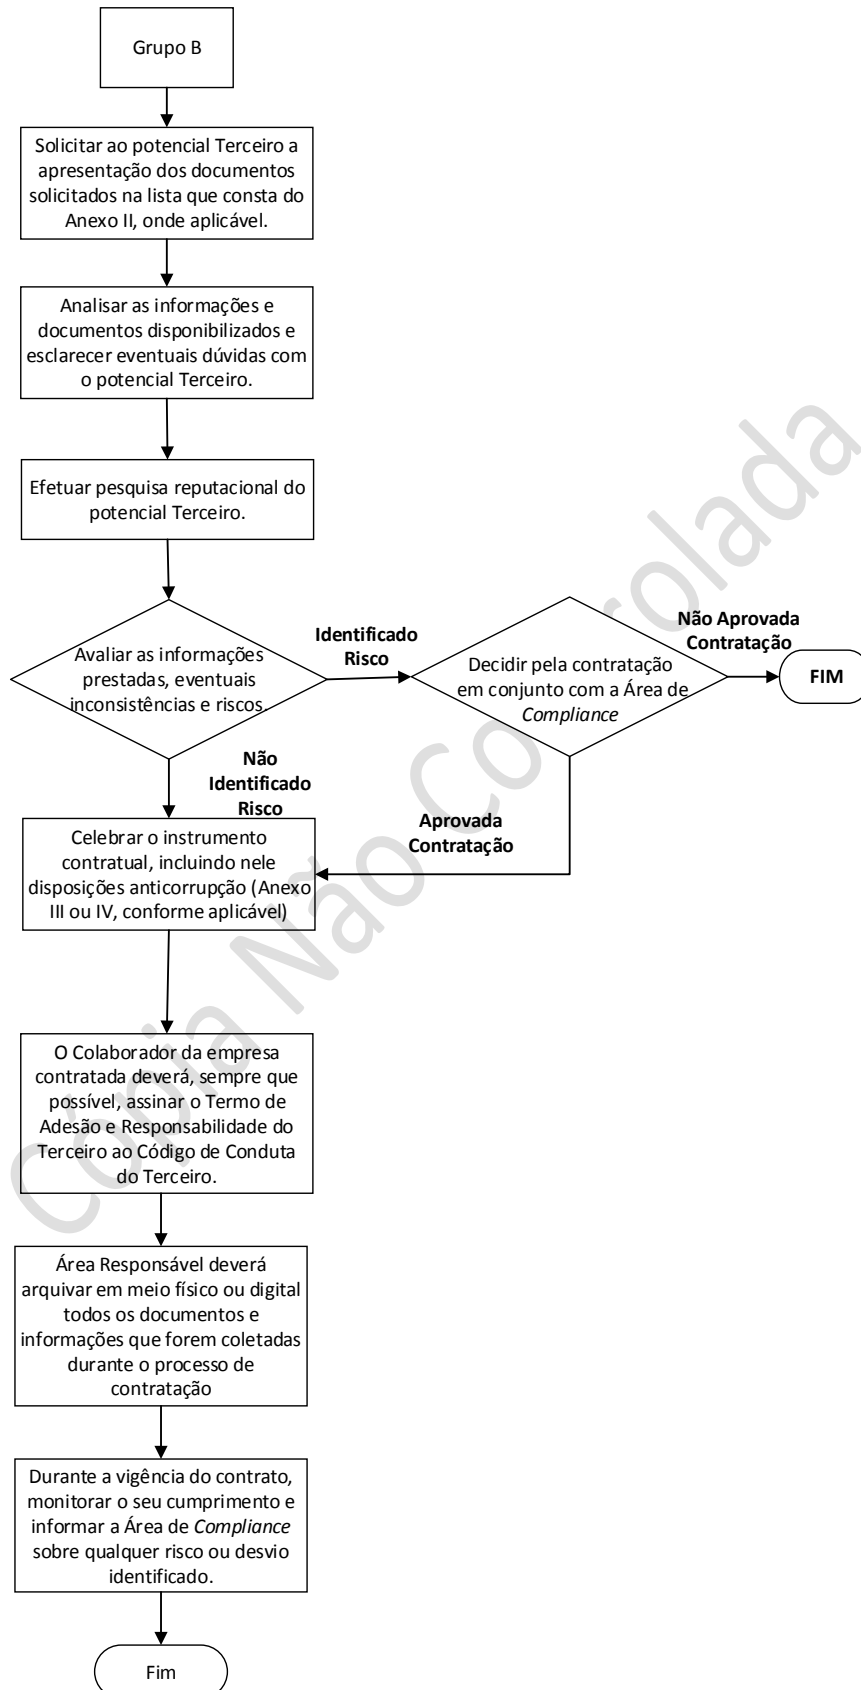 Grupo B
Solicitar ao potencial Terceiro a
apresentação dos documentos
solicitados na lista que consta do
Anexo II, onde aplicável.
Analisar as informações e
documentos disponibilizados e
esclarecer eventuais dúvidas com
o potencial Terceiro.
Efetuar pesquisa reputacional do
potencial Terceiro.
Avaliar as informações
prestadas, eventuais
inconsistências e riscos.
Identificado
Risco
Decidir pela contratação
em conjunto com a Área de
Compliance
Não Aprovada
Contratação
FIM
Não
Identificado
Risco
Aprovada
Contratação
Celebrar o instrumento
contratual, incluindo nele
disposições anticorrupção (Anexo
III ou IV, conforme aplicável)
O Colaborador da empresa
contratada deverá, sempre que
possível, assinar o Termo de
Adesão e Responsabilidade do
Terceiro ao Código de Conduta
do Terceiro.
Área Responsável deverá
arquivar em meio físico ou digital
todos os documentos e
informações que forem coletadas
durante o processo de
contratação
Durante a vigência do contrato,
monitorar o seu cumprimento e
informar a Área de Compliance
sobre qualquer risco ou desvio
identificado.
Fim
Cópia Não Controlada